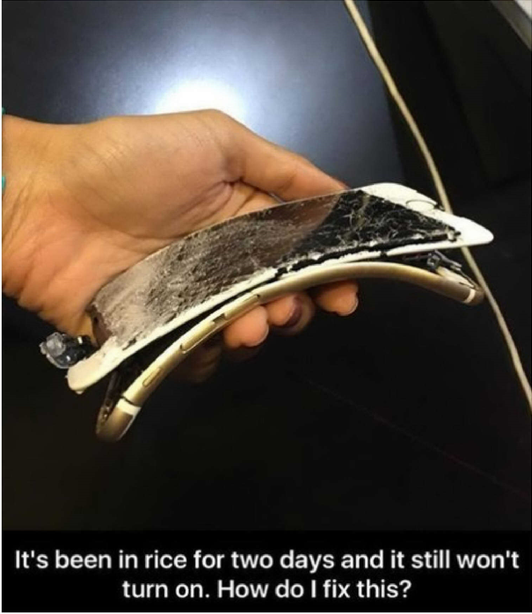 It's been in rice for two days and it still won't
turn on. How do I fix this?